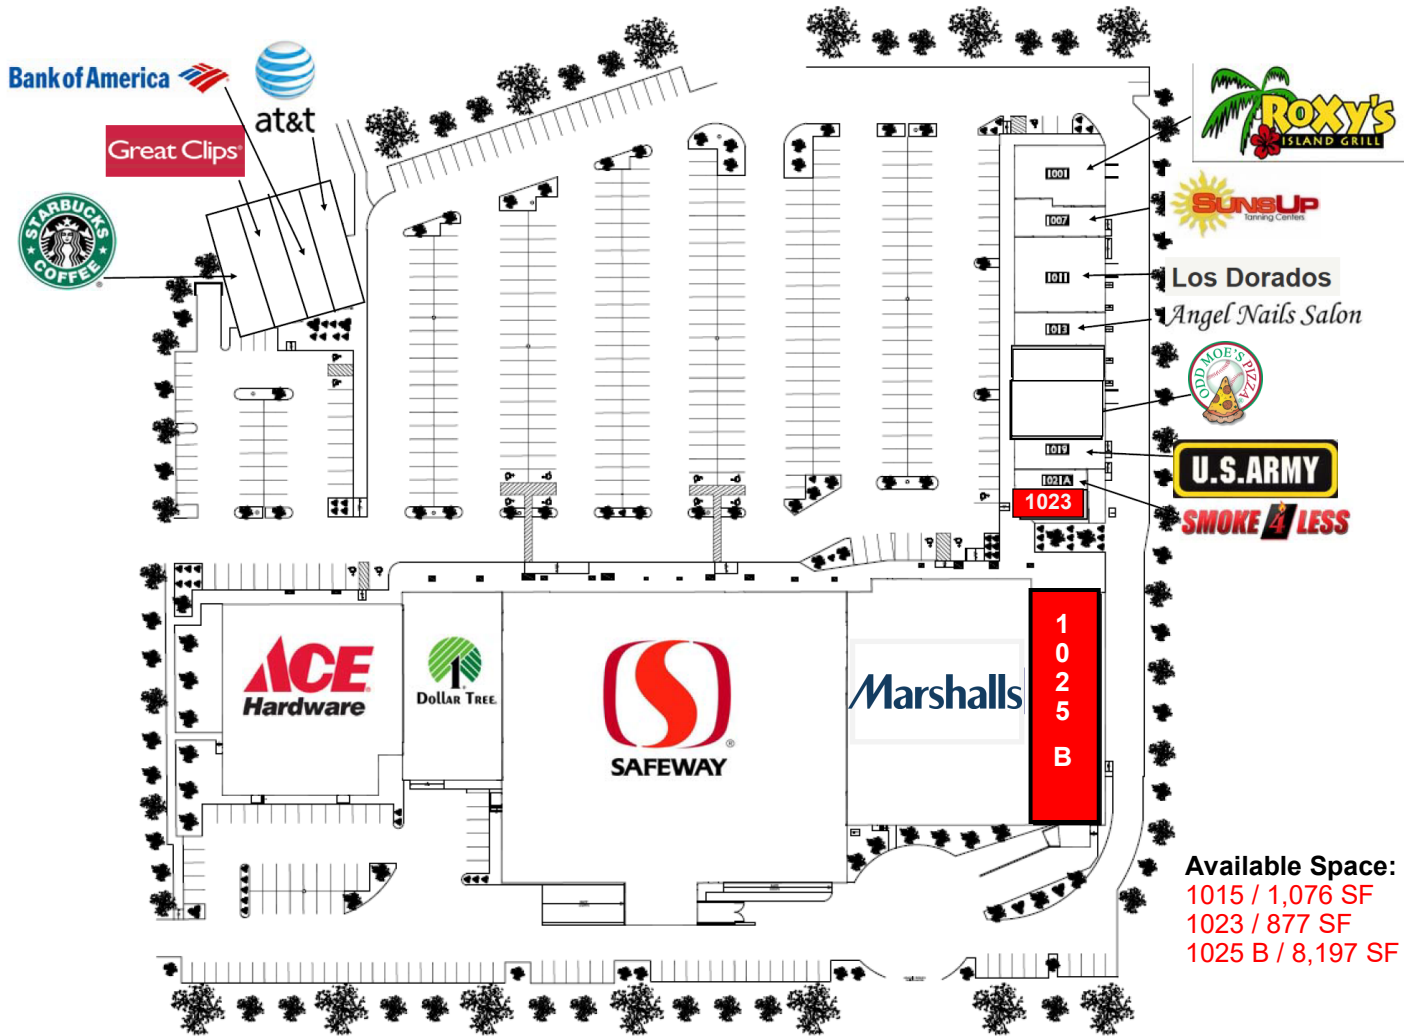 Bank of America
at&t
Great Clips
STARBUCKS
COFFEE
RoXy's
ISLAND GRILL
1001
SUNSUP
Tanning Centers
1007
Los Dorados
1011
Angel Nails Salon
1013
ODD MOE'S PIZZA
1019
U.S.ARMY
1021A
1023
SMOKE 4 LESS
ACE
Hardware
1
DOLLAR TREE
SAFEWAY
Marshalls
1
0
2
5
B
Available Space:
1015 / 1,076 SF
1023 / 877 SF
1025 B / 8,197 SF